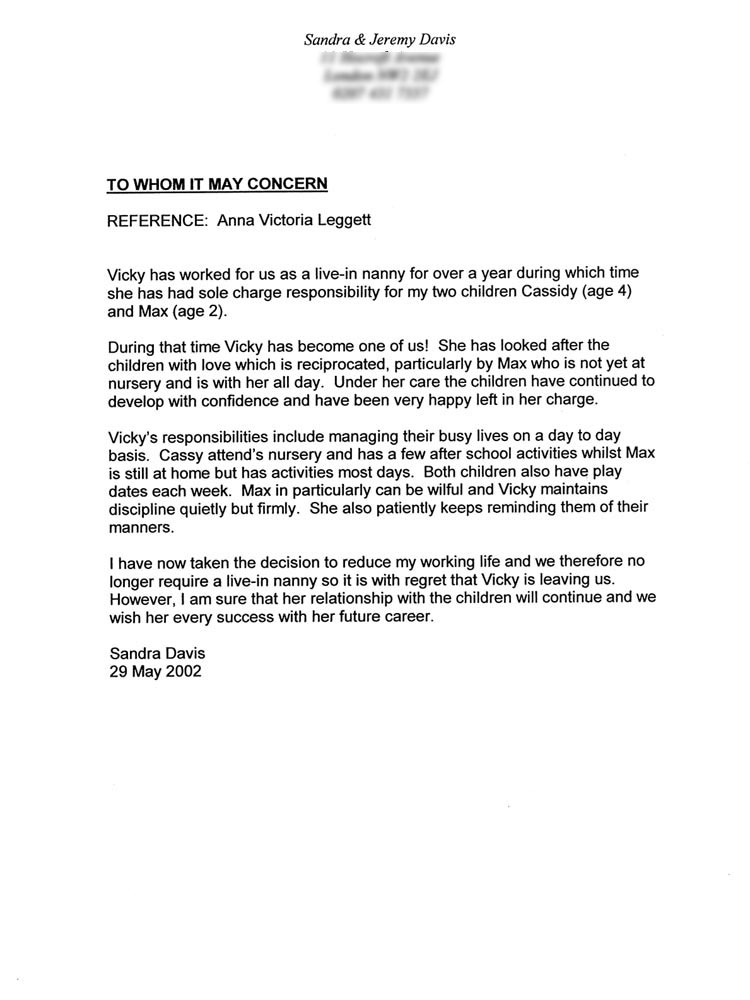 Sandra & Jeremy Davis
TO WHOM IT MAY CONCERN
REFERENCE: Anna Victoria Leggett
Vicky has worked for us as a live-in nanny for over a year during which time
she has had sole charge responsibility for my two children Cassidy (age 4)
and Max (age 2).
During that time Vicky has become one of us! She has looked after the
children with love which is reciprocated, particularly by Max who is not yet at
nursery and is with her all day. Under her care the children have continued to
develop with confidence and have been very happy left in her charge.
Vicky's responsibilities include managing their busy lives on a day to day
basis. Cassy attend's nursery and has a few after school activities whilst Max
is still at home but has activities most days. Both children also have play
dates each week. Max in particularly can be wilful and Vicky maintains
discipline quietly but firmly. She also patiently keeps reminding them of their
manners.
I have now taken the decision to reduce my working life and we therefore no
longer require a live-in nanny so it is with regret that Vicky is leaving us.
However, I am sure that her relationship with the children will continue and we
wish her every success with her future career.
Sandra Davis
29 May 2002